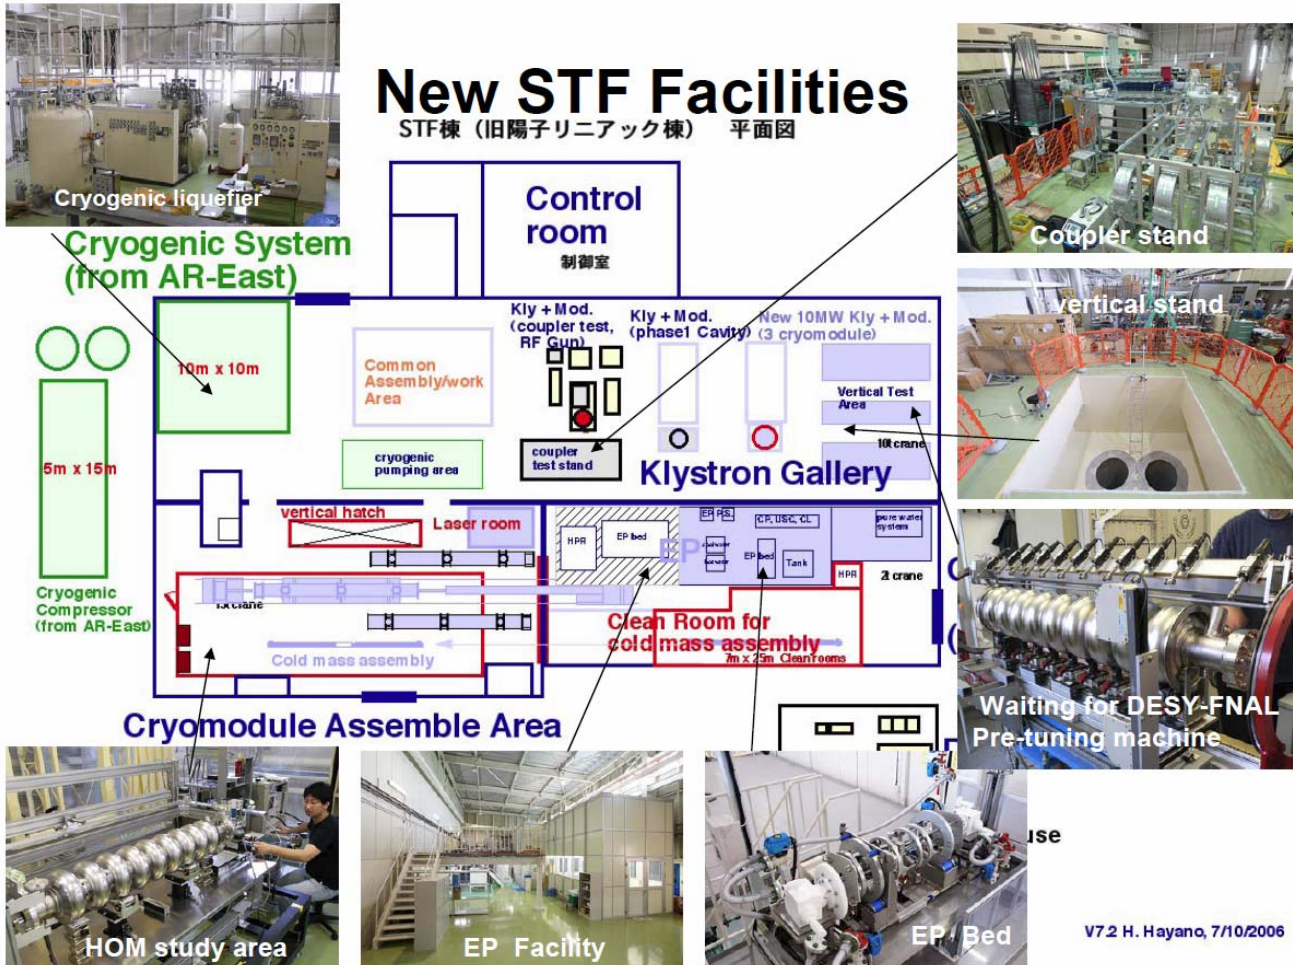 New STF Facilities
STF棟（旧陽子リニアック棟） 平面図
Cryogenic liquefier
Coupler stand
Control
room
制御室
Cryogenic System
(from AR-East)
vertical stand
Kly + Mod.
(coupler test,
RF Gun)
Kly + Mod.
(phase1 Cavity)
New 10MW Kly + Mod.
(3 cryomodule)
10m x 10m
Common
Assembly/work
Area
Vertical Test
Area
10t crane
5m x 15m
cryogenic
pumping area
coupler
test stand
Klystron Gallery
vertical hatch
Laser room
HPR
EP bed
EP
EP P.S.
CP, USC, CL
EP bed
Tank
pure water
system
HPR
2t crane
Cryogenic
Compressor
(from AR-East)
crane
Clean Room for
cold mass assembly
7m x 25m Cleanrooms
Cold mass assembly
Cryomodule Assemble Area
Waiting for DESY-FNAL
Pre-tuning machine
HOM study area
EP Facility
EP Bed
use
V7.2 H. Hayano, 7/10/2006